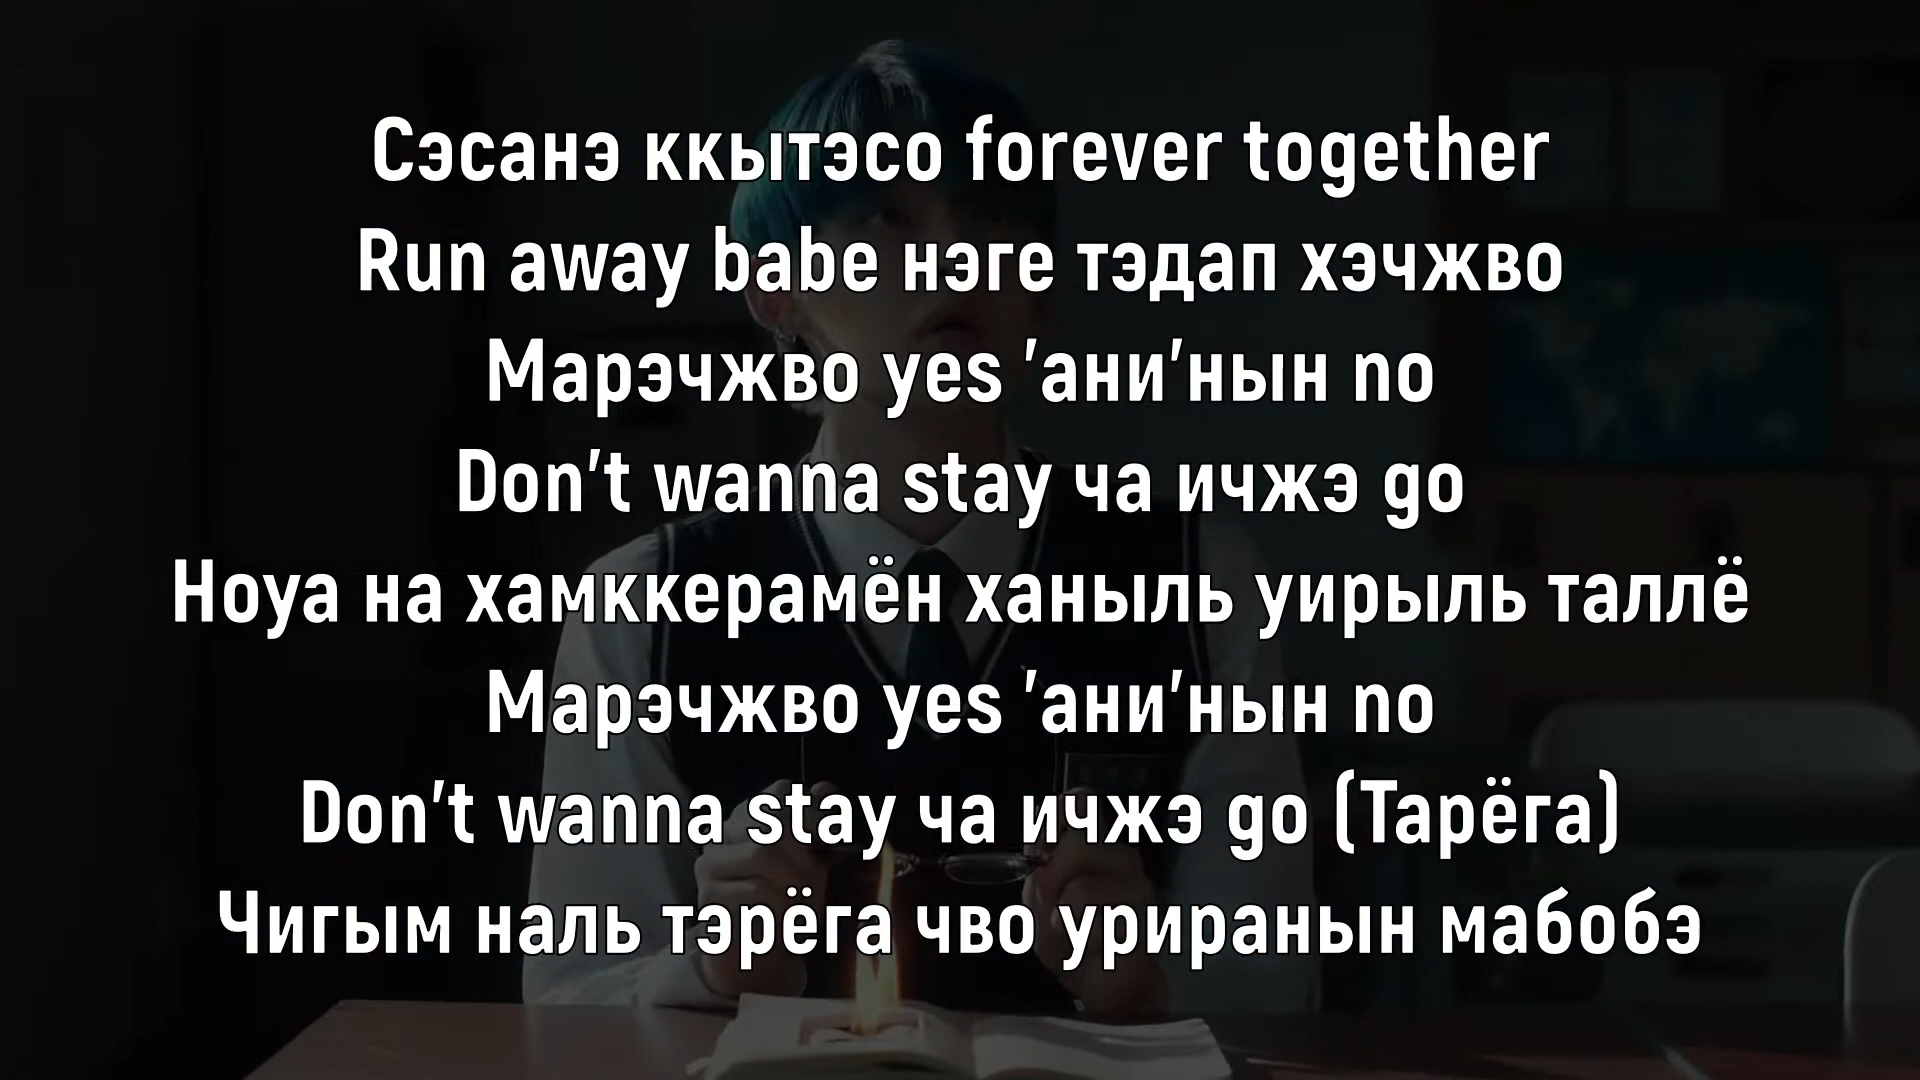 Сэсанэ ккытэсо forever together
Run away babe нэге тэдап хэчжво
Марэчжво yes 'ани'нын no
Don't wanna stay ча ичжэ go
Ноуа на хамккерамён ханыль уирыль таллё
Марэчжво yes 'ани'нын no
Don't wanna stay ча ичжэ go (Тарёга)
Чигым наль тэрёга чво уриранын мабобэ